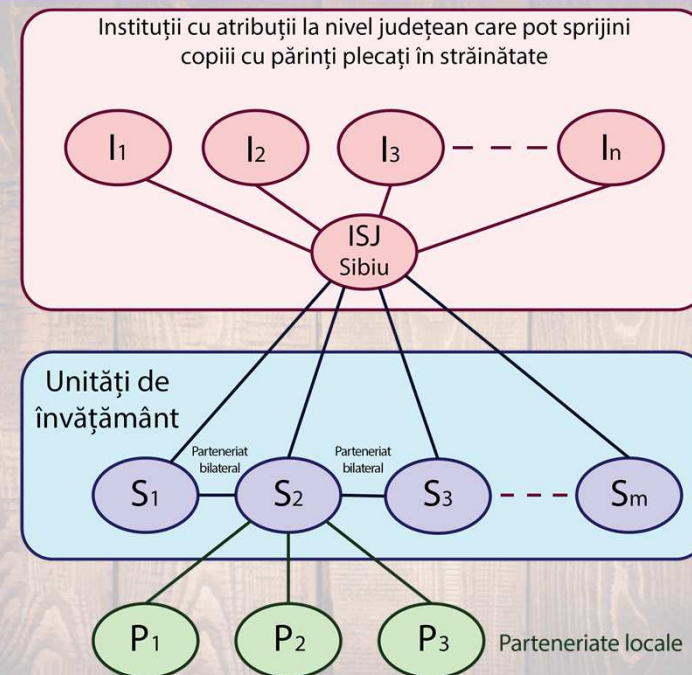 Instituții cu atribuții la nivel județean care pot sprijini
copiii cu părinți plecați în străinătate
I1 I2 I3 In
ISJ
Sibiu
Unități de
învățământ
Parteneriat
bilateral
Parteneriat
bilateral
S1 S2 S3 Sm
P1 P2 P3 Parteneriate locale